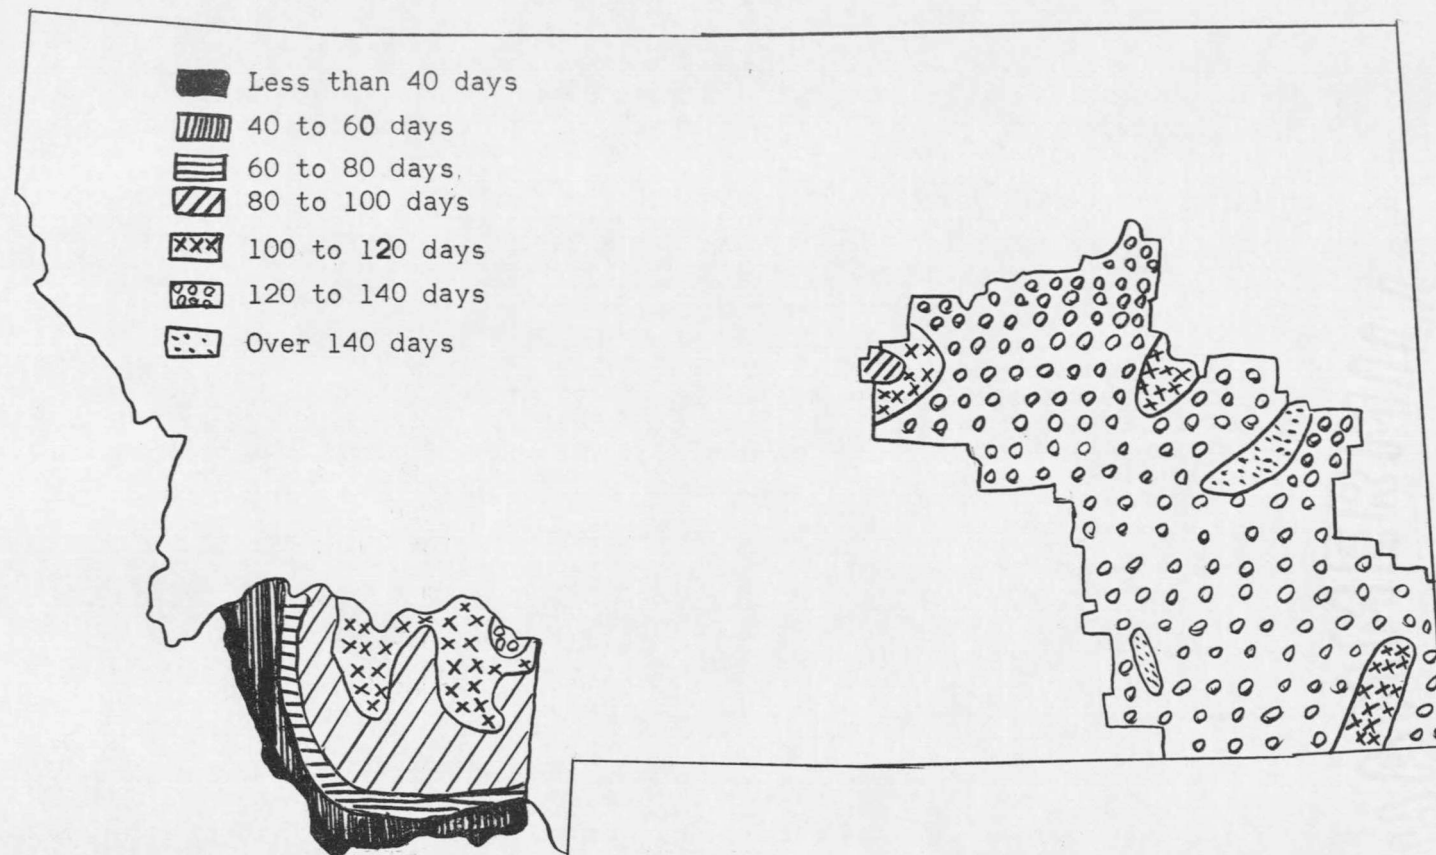 Less than 40 days
40 to 60 days
60 to 80 days
80 to 100 days
100 to 120 days
120 to 140 days
Over 140 days